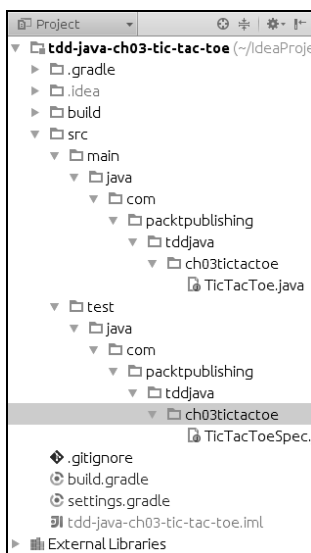 Project
tdd-java-ch03-tic-tac-toe (~/IdeaProje
.gradle
.idea
build
src
main
java
com
packtpublishing
tddjava
ch03tictactoe
TicTacToe.java
test
java
com
packtpublishing
tddjava
ch03tictactoe
TicTacToeSpec.
.gitignore
build.gradle
settings.gradle
tdd-java-ch03-tic-tac-toe.iml
External Libraries